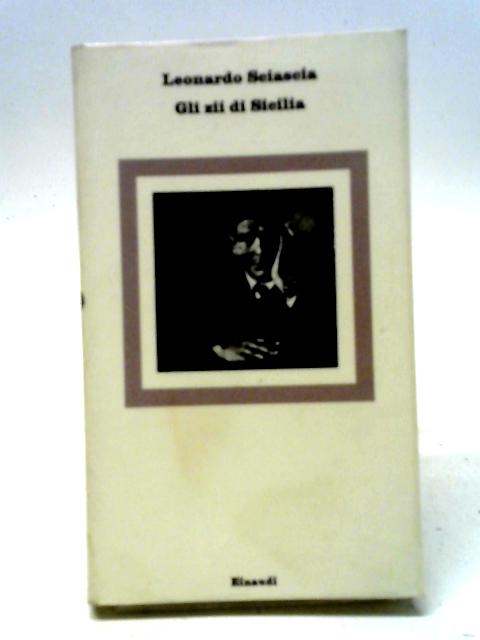 Leonardo Sciascia
Gli zii di Sicilia
Einaudi